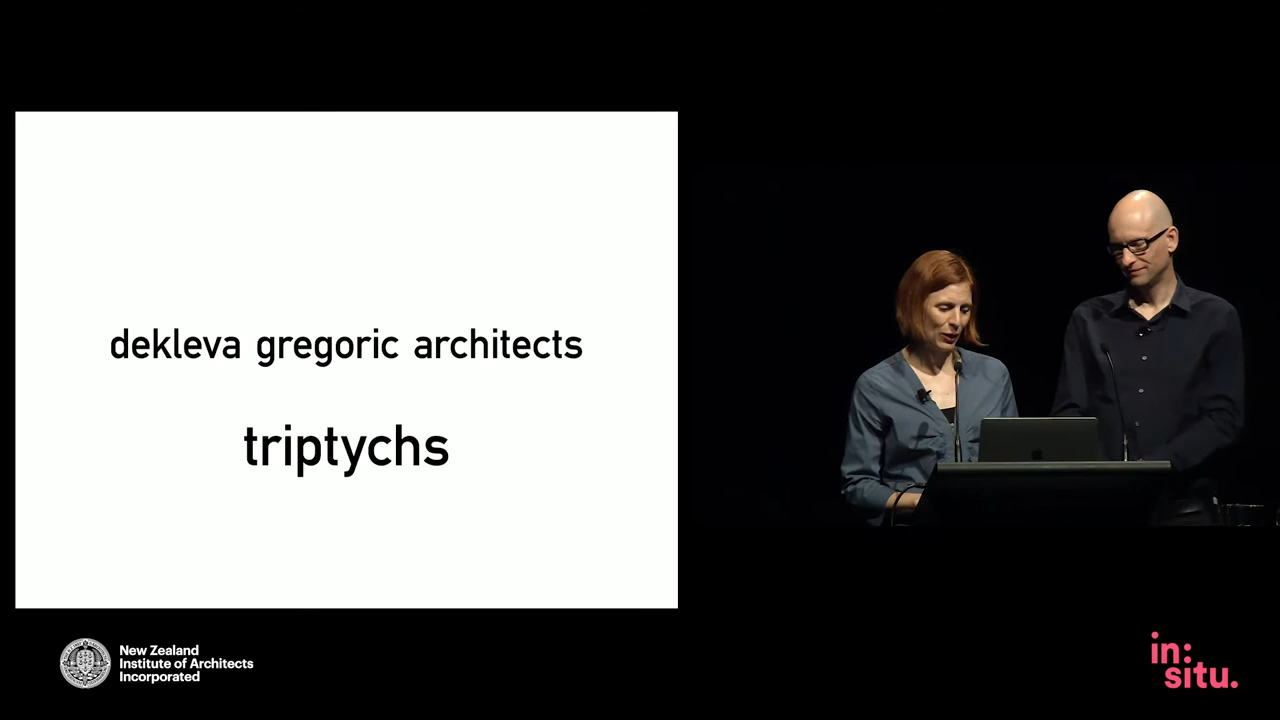 dekleva gregoric architects
triptychs
New Zealand
Institute of Architects
Incorporated
in:
situ.